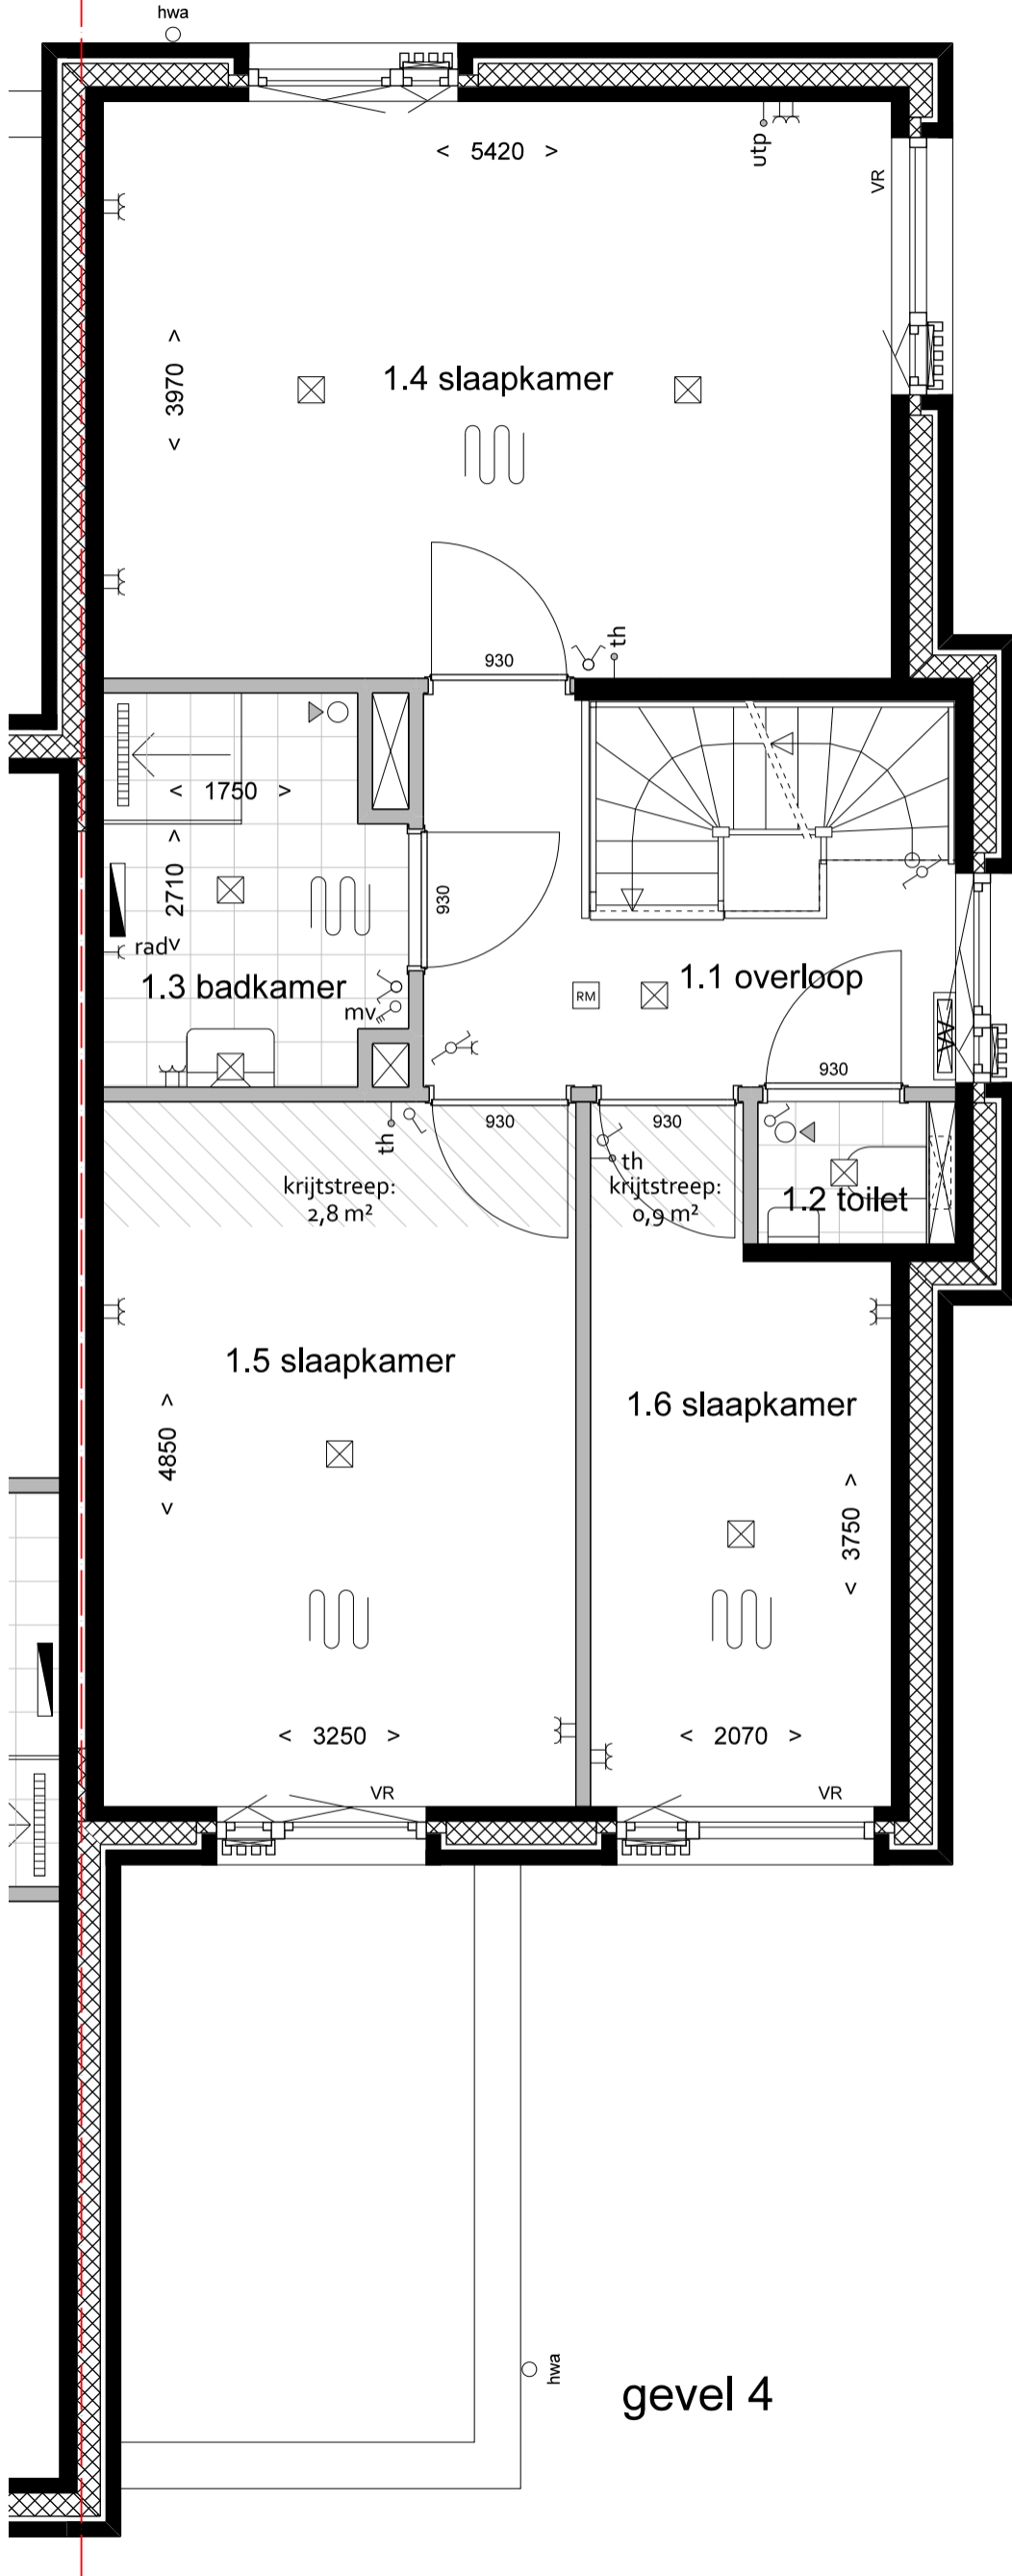 hwa
< 5420 >
utp
VR
< 3970 >
1.4 slaapkamer
th
930
< 1750 >
< 2710 >
930
rad
1.3 badkamer
mv
1.1 overloop
RM
930
930
930
th
th
krijtstreep:
2,8 m²
krijtstreep:
0,9 m²
1.2 toilet
1.5 slaapkamer
1.6 slaapkamer
< 4850 >
< 3750 >
< 3250 >
< 2070 >
VR
VR
hwa
gevel 4